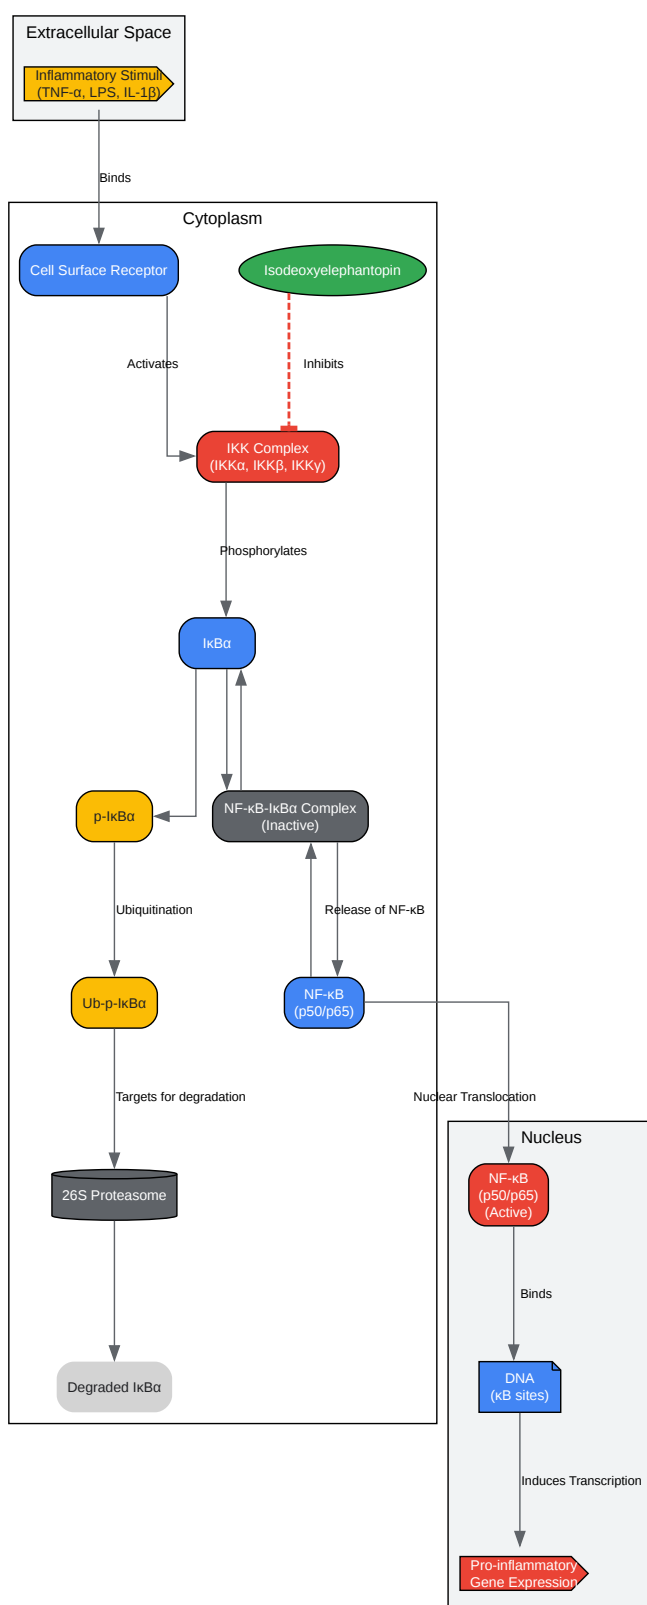 Extracellular Space
Inflammatory Stimuli
(TNF-α, LPS, IL-1β)
Binds
Cytoplasm
Cell Surface Receptor
Isodeoxyelephantopin
Activates
Inhibits
IKK Complex
(IKKα, IKKβ, IKKγ)
Phosphorylates
IκBα
p-IκBα
NF-κB-IκBα Complex
(Inactive)
Ubiquitination
Release of NF-κB
Ub-p-IκBα
NF-κB
(p50/p65)
Targets for degradation
Nuclear Translocation
Nucleus
26S Proteasome
NF-κB
(p50/p65)
(Active)
Binds
Degraded IκBα
DNA
(κB sites)
Induces Transcription
Pro-inflammatory
Gene Expression